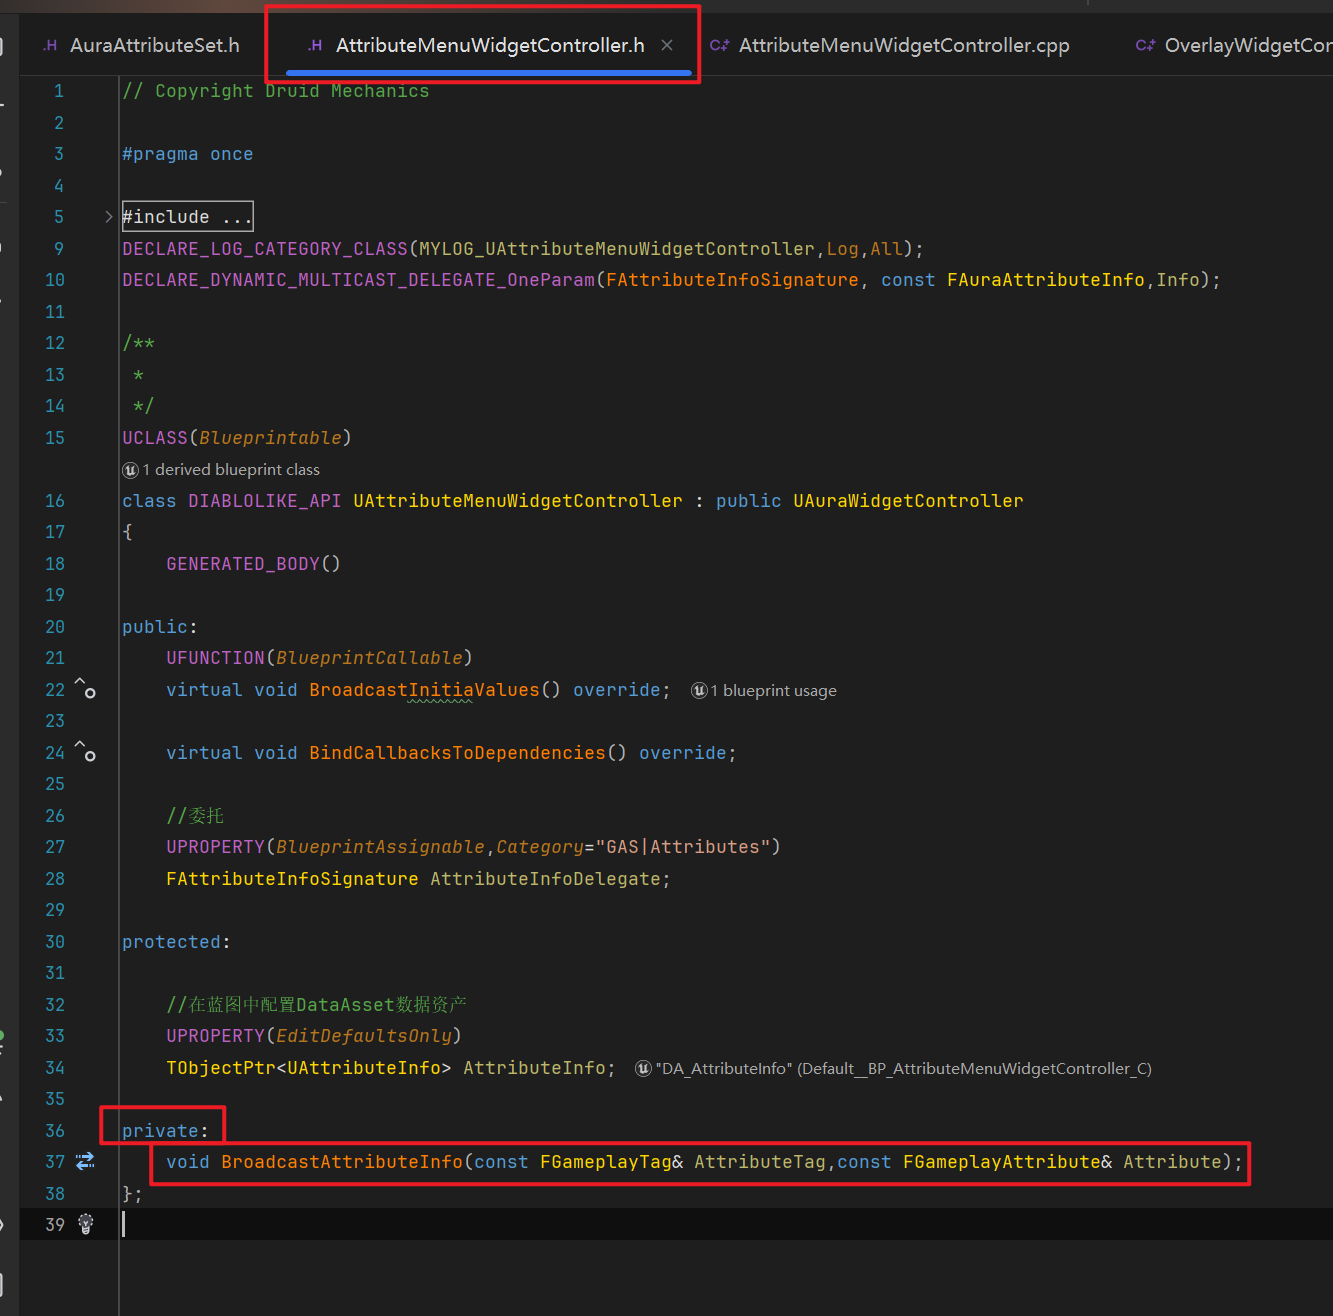 .H AuraAttributeSet.h .H AttributeMenuWidgetController.h × C+ AttributeMenuWidgetController.cpp C+ OverlayWidgetCor
1 // Copyright Druid Mechanics
2
3 #pragma once
4
5 #include ...
9 DECLARE_LOG_CATEGORY_CLASS(MYLOG_UAttributeMenuWidgetController,Log,All);
10 DECLARE_DYNAMIC_MULTICAST_DELEGATE_OneParam(FAttributeInfoSignature, const FAuraAttributeInfo,Info);
11
12 /**
13 *
14 */
15 UCLASS(Blueprintable)
1 derived blueprint class
16 class DIABLOLIKE_API UAttributeMenuWidgetController : public UAuraWidgetController
17 {
18 GENERATED_BODY()
19
20 public:
21 UFUNCTION(BlueprintCallable)
22 virtual void BroadcastInitiaValues() override; 1 blueprint usage
23
24 virtual void BindCallbacksToDependencies() override;
25
26 //委托
27 UPROPERTY(BlueprintAssignable,Category="GAS|Attributes")
28 FAttributeInfoSignature AttributeInfoDelegate;
29
30 protected:
31
32 //在蓝图中配置DataAsset数据资产
33 UPROPERTY(EditDefaultsOnly)
34 TObjectPtr<UAttributeInfo> AttributeInfo; "DA_AttributeInfo" (Default__BP_AttributeMenuWidgetController_C)
35
36 private:
37 void BroadcastAttributeInfo(const FGameplayTag& AttributeTag,const FGameplayAttribute& Attribute);
38 };
39